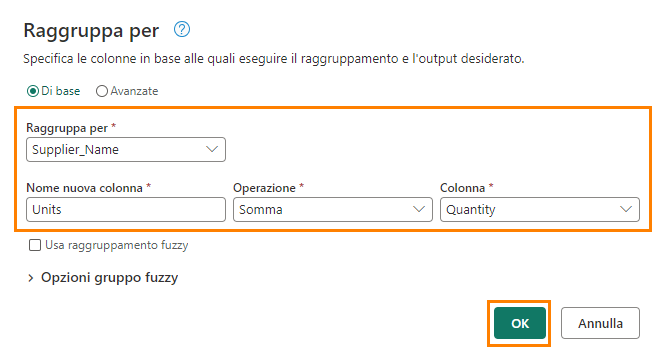 Raggruppa per ?
Specifica le colonne in base alle quali eseguire il raggruppamento e l'output desiderato.
Di base Avanzate
Raggruppa per *
Supplier_Name
Nome nuova colonna * Operazione * Colonna *
Units Somma Quantity
Usa raggruppamento fuzzy
Opzioni gruppo fuzzy
OK Annulla